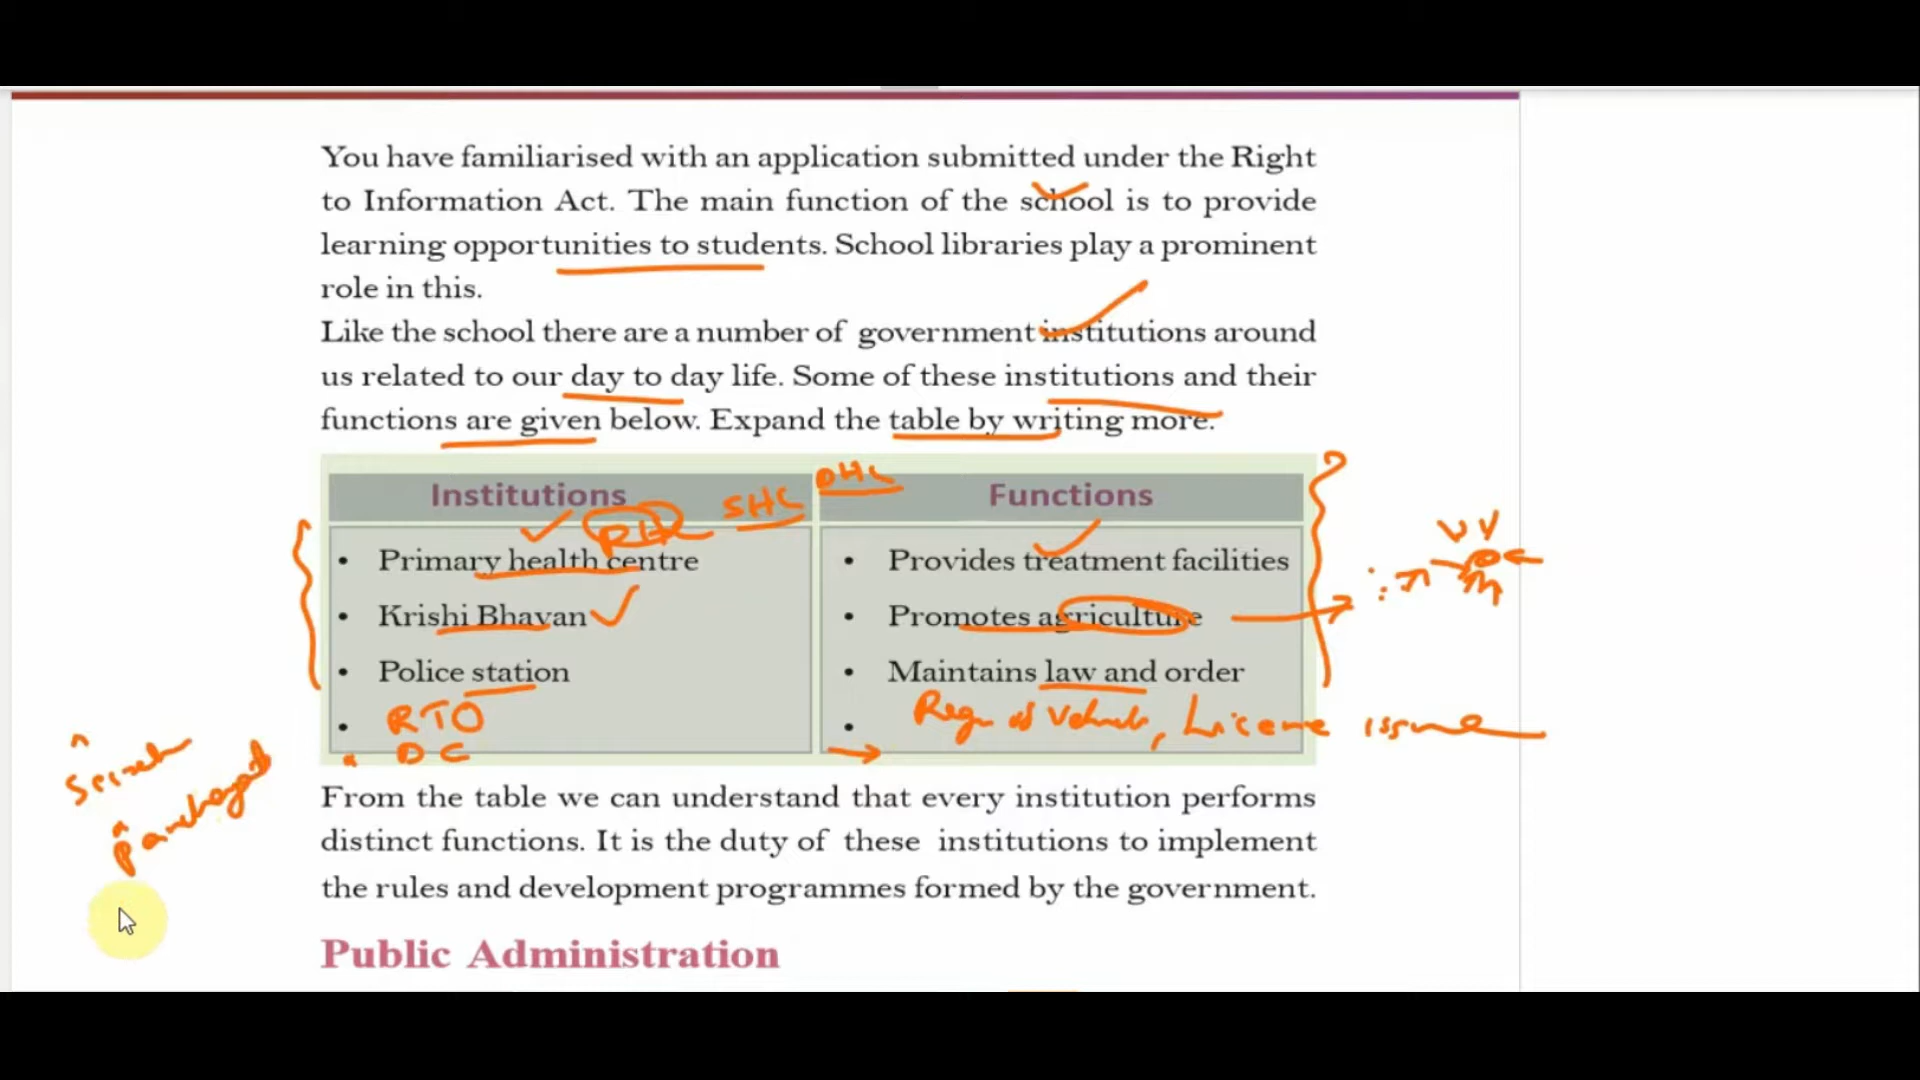 You have familiarised with an application submitted under the Right
to Information Act. The main function of the school is to provide
learning opportunities to students. School libraries play a prominent
role in this.
Like the school there are a number of government institutions around
us related to our day to day life. Some of these institutions and their
functions are given below. Expand the table by writing more.
DHC
Institutions
SHC
Functions
Primary health centre
Provides treatment facilities
Krishi Bhavan
Promotes agriculture
Police station
Maintains law and order
RTO
License issue
DC
panchayat
From the table we can understand that every institution performs
distinct functions. It is the duty of these institutions to implement
the rules and development programmes formed by the government.
Public Administration